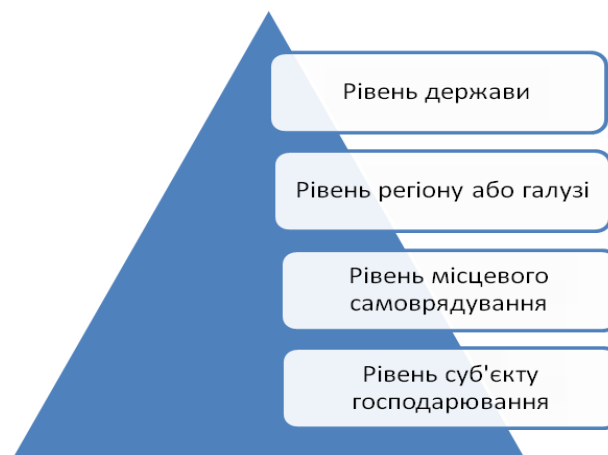 Рівень держави
Рівень регіону або галузі
Рівень місцевого
самоврядування
Рівень суб'єкту
господарювання